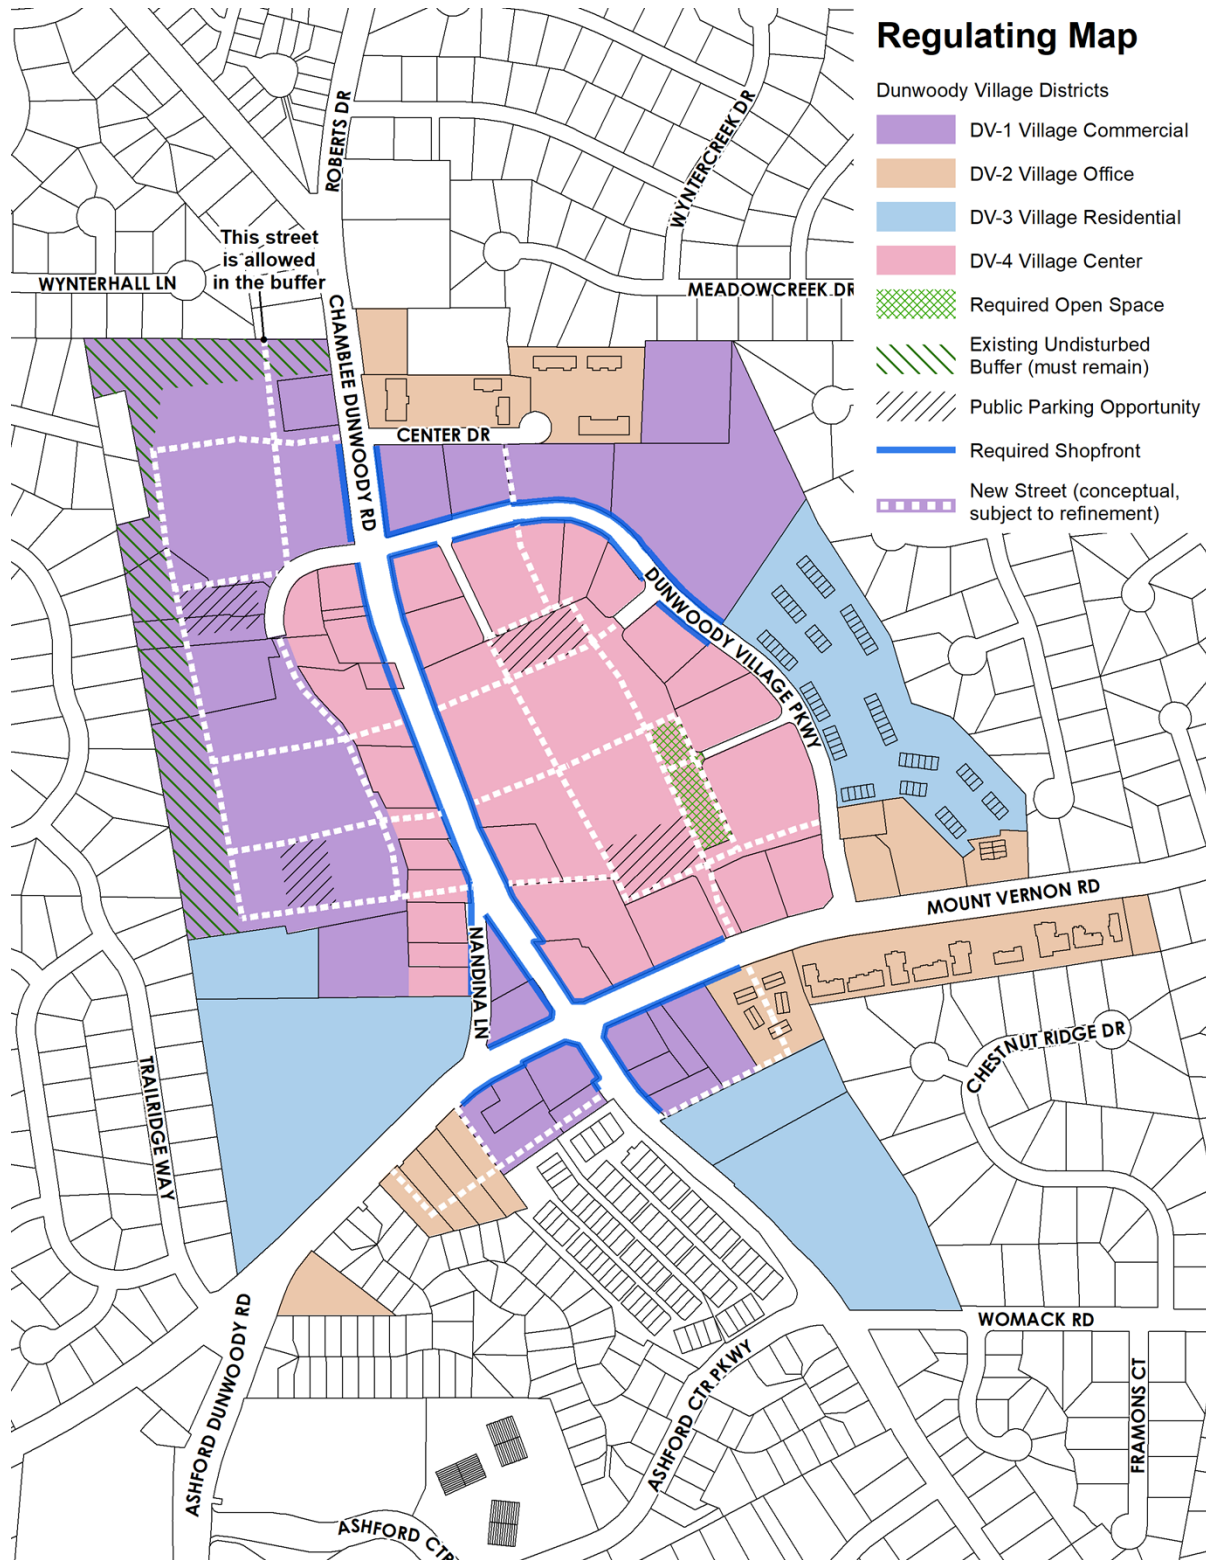 Regulating Map
Dunwoody Village Districts
DV-1 Village Commercial
DV-2 Village Office
DV-3 Village Residential
DV-4 Village Center
Required Open Space
Existing Undisturbed
Buffer (must remain)
Public Parking Opportunity
Required Shopfront
New Street (conceptual,
subject to refinement)
ROBERTS DR
WYNTERCREEK DR
This street
is allowed
in the buffer
WYNTERHALL LN
MEADOWCREEK DR
CHAMBLEE DUNWOODY RD
CENTER DR
DUNWOODY VILLAGE PKWY
MOUNT VERNON RD
NANDINA LN
CHESTNUT RIDGE DR
TRAILRIDGE WAY
WOMACK RD
ASHFORD DUNWOODY RD
ASHFORD CTR PKWY
FRAMONS CT
ASHFORD CTR